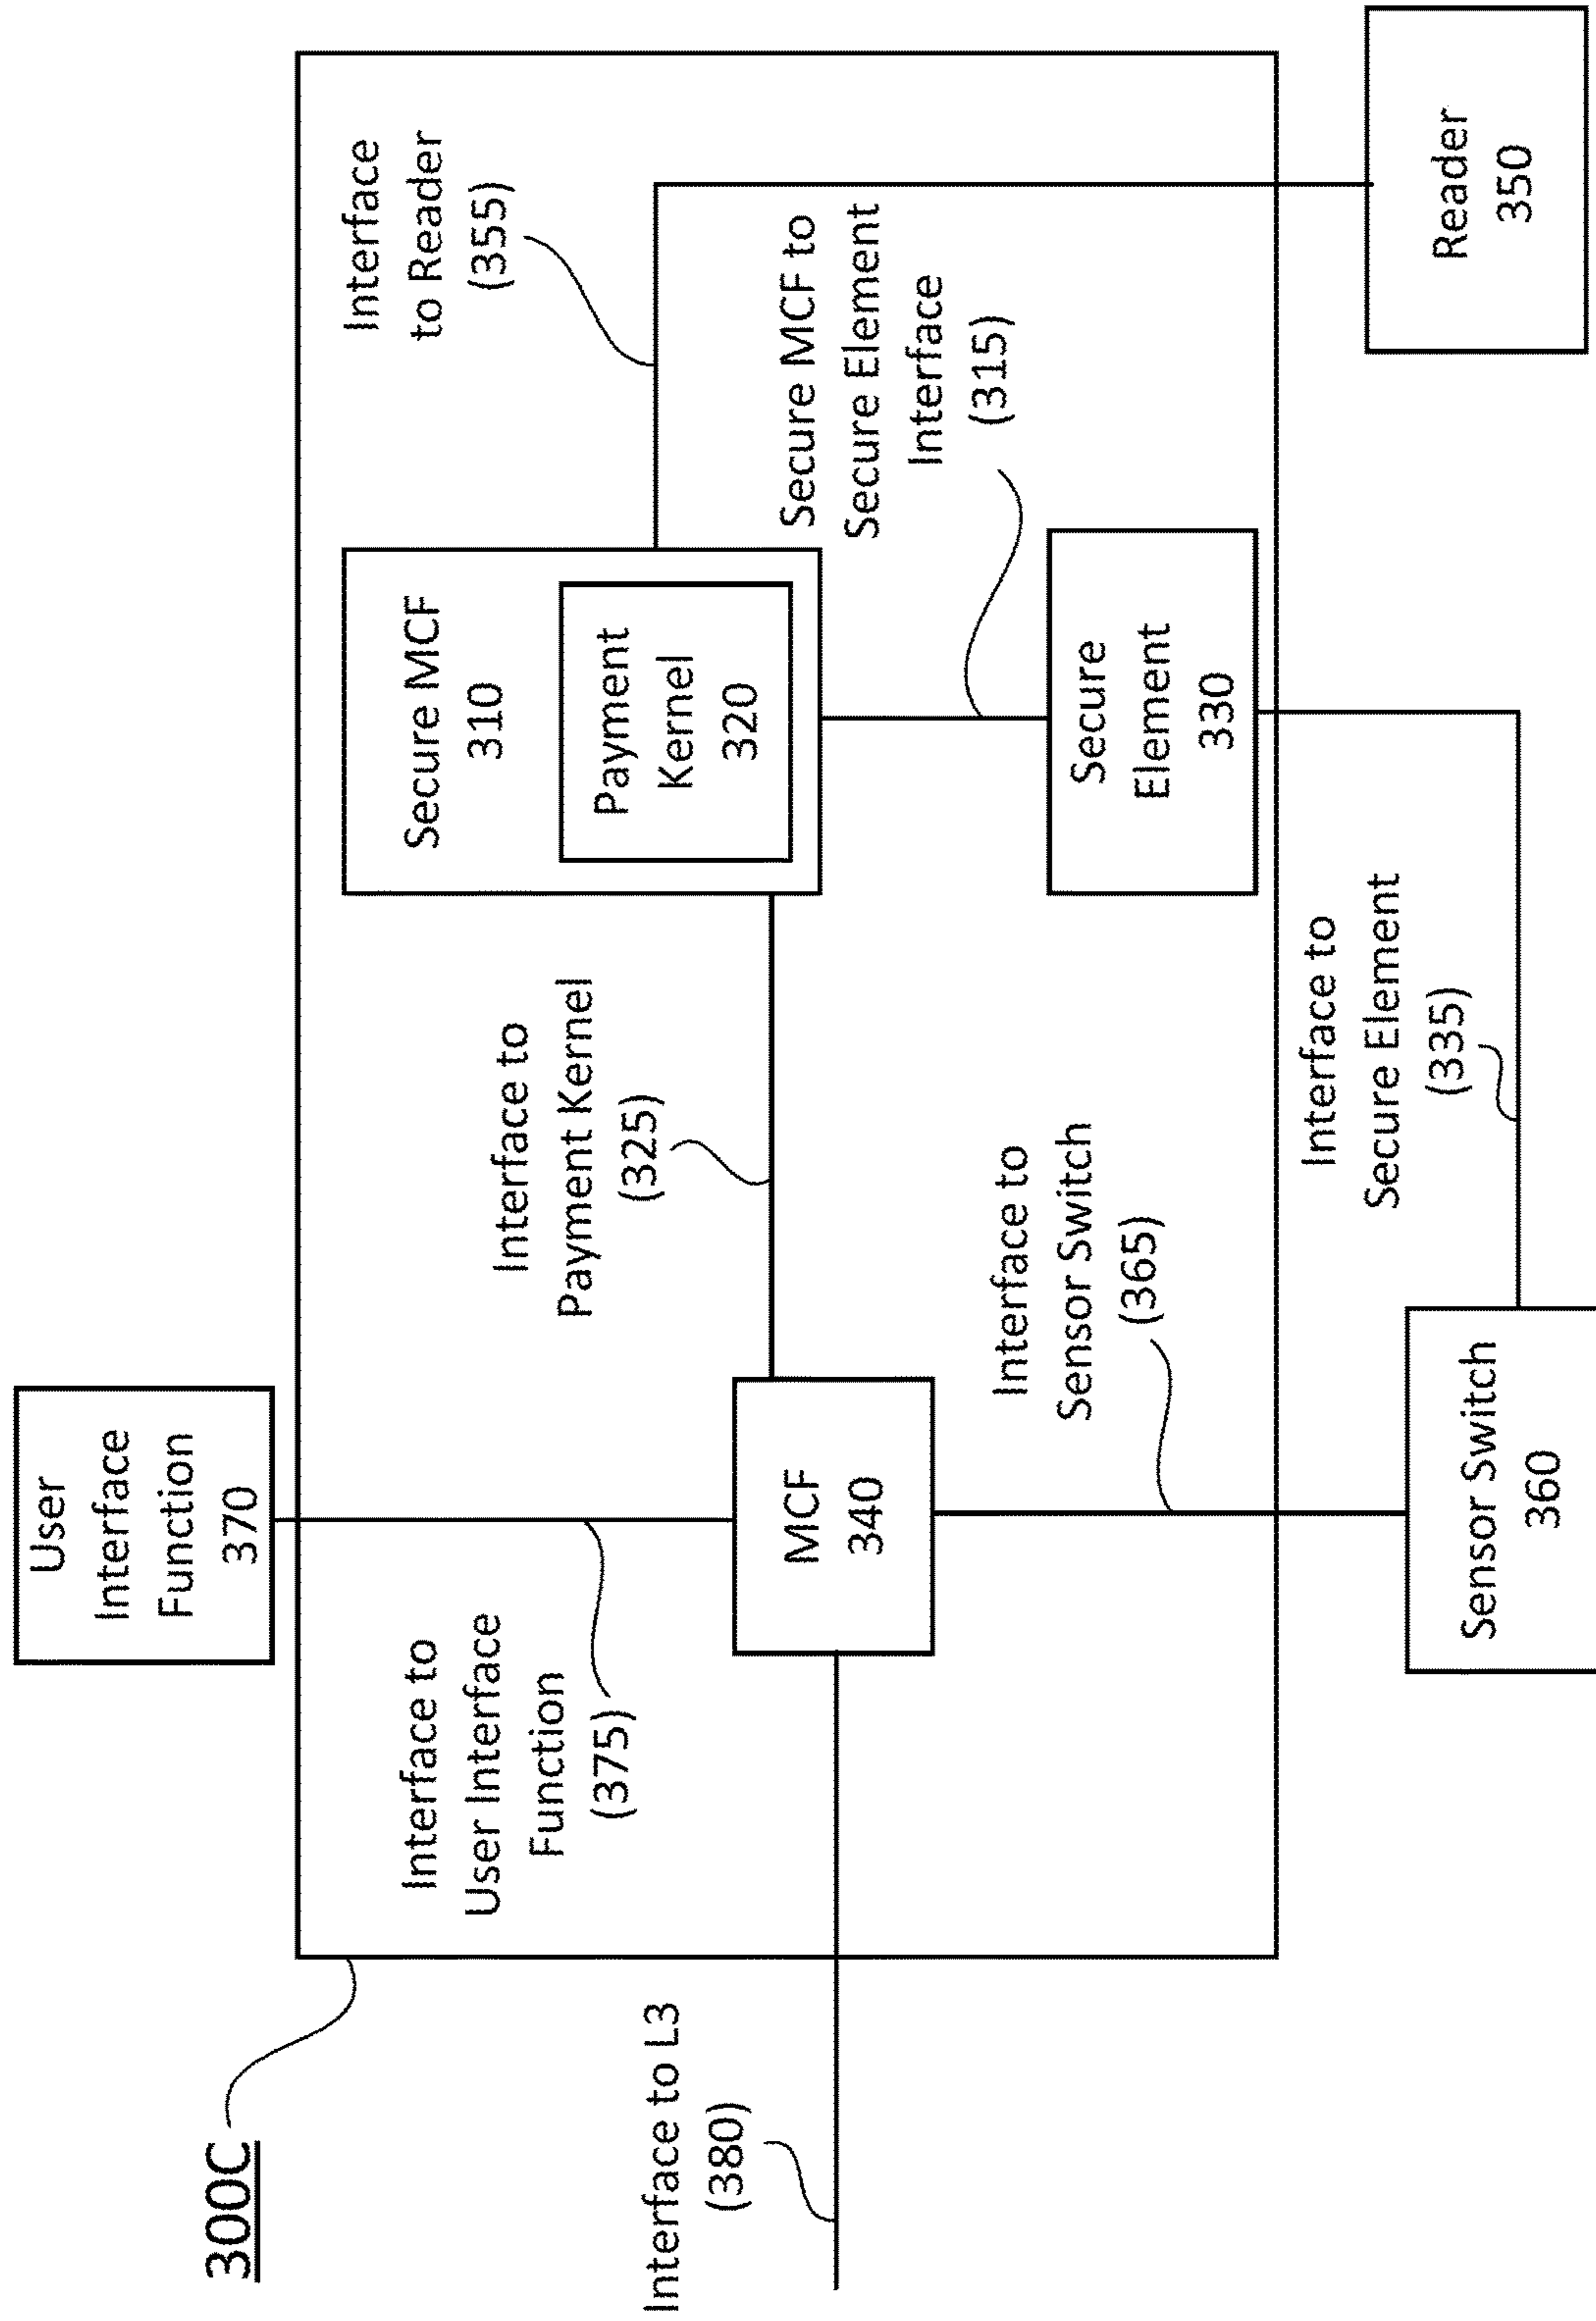 300C
User
Interface
Function
370
Interface to
User Interface
Function
(375)
Interface to L3
(380)
MCF
340
Interface to
Payment Kernel
(325)
Secure MCF
310
Payment
Kernel
320
Interface
to Reader
(355)
Secure MCF to
Secure Element
Interface
(315)
Secure
Element
330
Interface to
Sensor Switch
(365)
Interface to
Secure Element
(335)
Sensor Switch
360
Reader
350